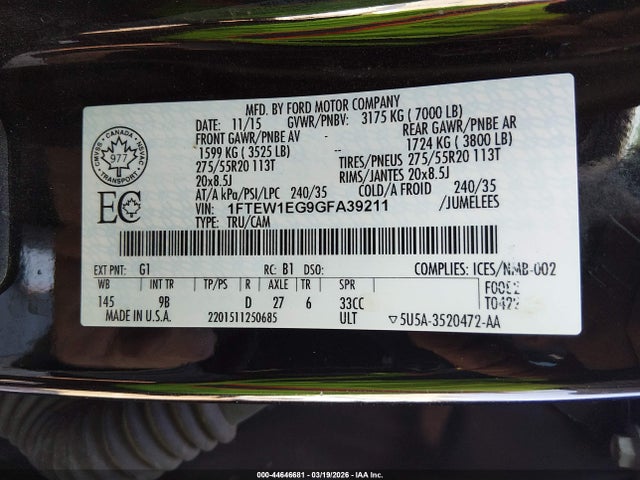 MFD. BY FORD MOTOR COMPANY
DATE: 11/15 GVWR/PNBV: 3175 KG ( 7000 LB)
FRONT GAWR/PNBE AV REAR GAWR/PNBE AR
1599 KG ( 3525 LB) 1724 KG ( 3800 LB)
275/55R20 113T TIRES/PNEUS 275/55R20 113T
20x8.5J RIMS/JANTES 20x8.5J
AT/A kPa/PSI/LPC 240/35 COLD/A FROID 240/35
VIN: 1FTEW1EG9GFA39211 /JUMELEES
TYPE: TRU/CAM
CANADA
CMVSS NSVAC
977
TRANSPORT
EC
EXT PNT: G1 RC: B1 DSO: COMPLIES: ICES/NMB-002
WB INT TR TP/PS R AXLE TR SPR
145 9B D 27 6 33CC
MADE IN U.S.A. 2201511250685 ULT 5U5A-3520472-AA
000-44646681 - 03/19/2026 - IAA Inc.